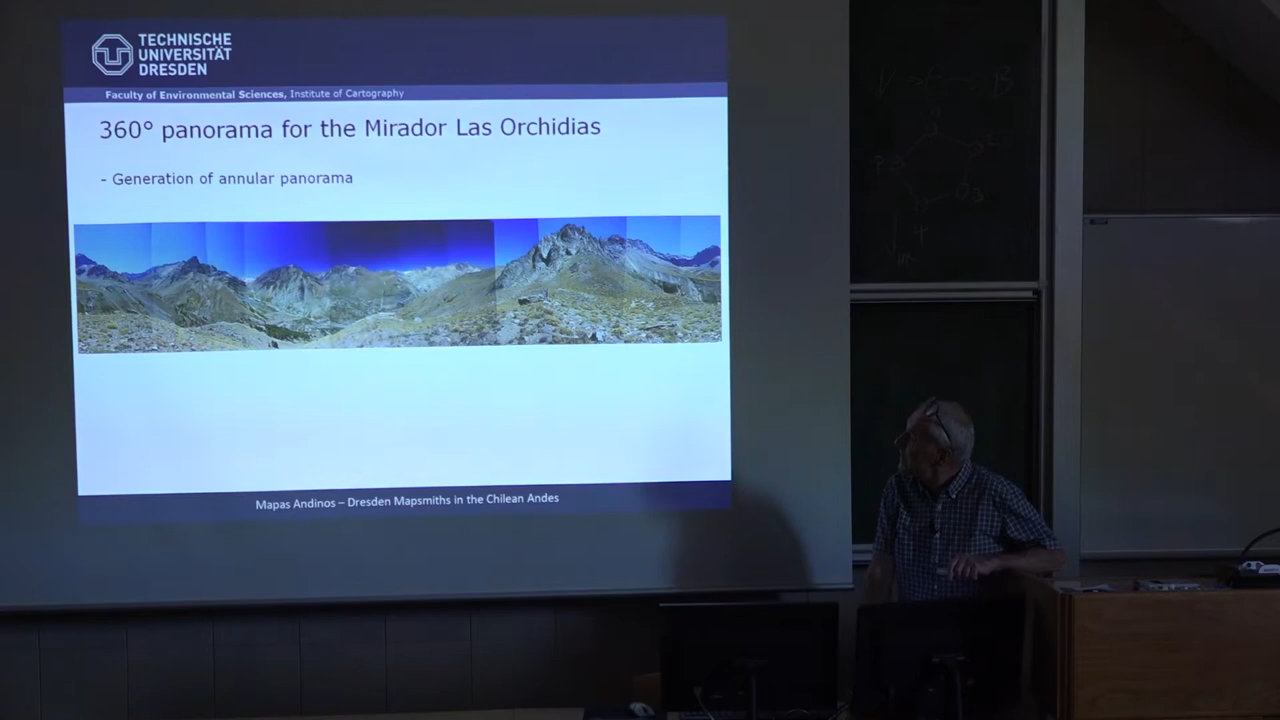 TECHNISCHE
UNIVERSITÄT
DRESDEN
Faculty of Environmental Sciences, Institute of Cartography
360° panorama for the Mirador Las Orchidias
- Generation of annular panorama
Mapas Andinos – Dresden Mapsmiths in the Chilean Andes